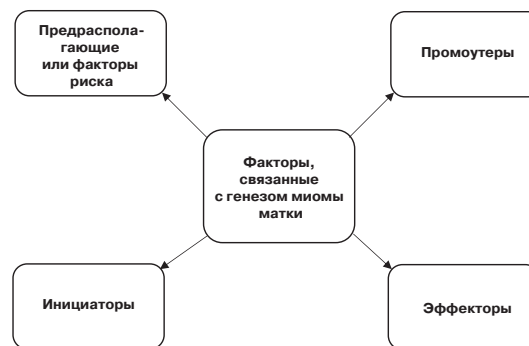 Предраспола-
гающие
или факторы
риска
Промоутеры
Факторы,
связанные
с генезом миомы
матки
Инициаторы
Эффекторы